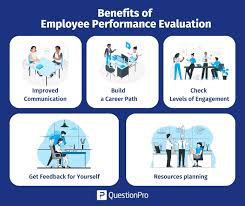 Benefits of
Employee Performance Evaluation
Improved
Communication
Build
a Career Path
Check
Levels of Engagement
Get Feedback for Yourself
Resources planning
QuestionPro